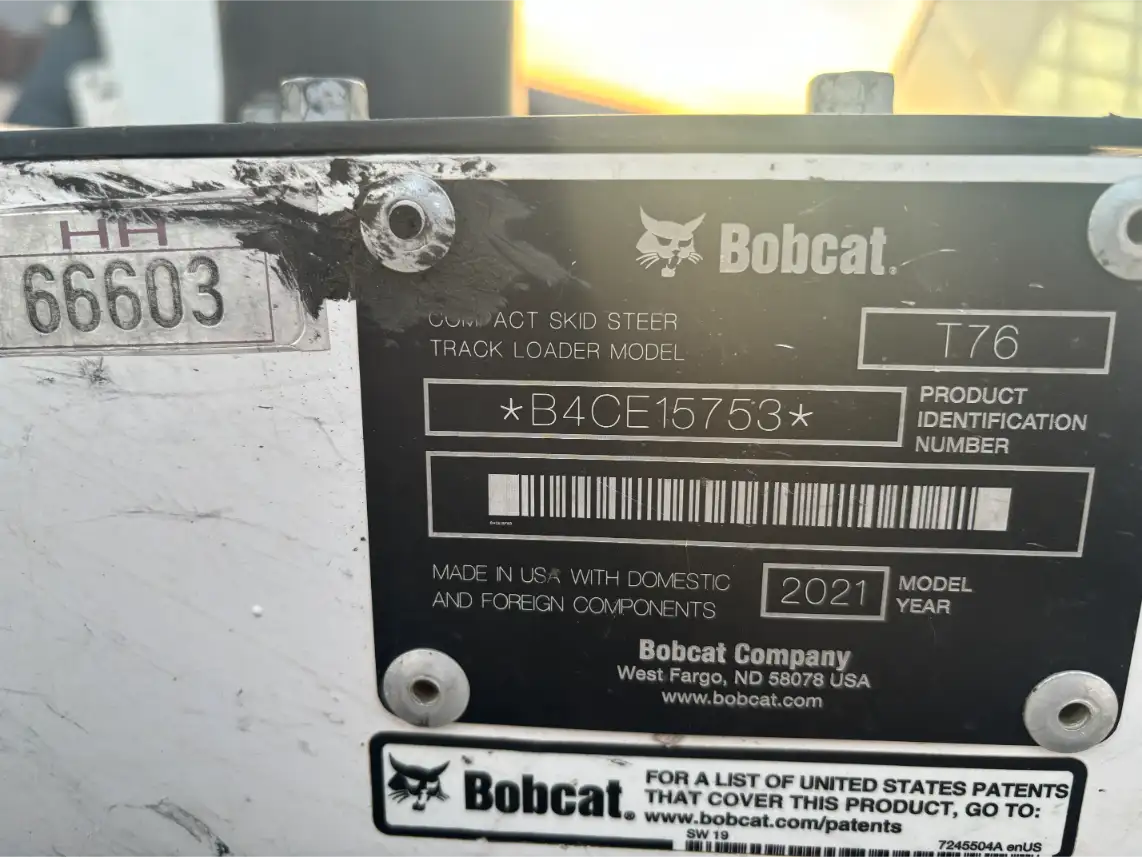 HH
66603
Bobcat.
COMPACT SKID STEER
TRACK LOADER MODEL
T76
*B4CE15753*
PRODUCT
IDENTIFICATION
NUMBER
MADE IN USA WITH DOMESTIC
AND FOREIGN COMPONENTS
2021
MODEL
YEAR
Bobcat Company
West Fargo, ND 58078 USA
www.bobcat.com
Bobcat.
FOR A LIST OF UNITED STATES PATENTS
THAT COVER THIS PRODUCT, GO TO:
www.bobcat.com/patents
SW 19
7245504A enUS